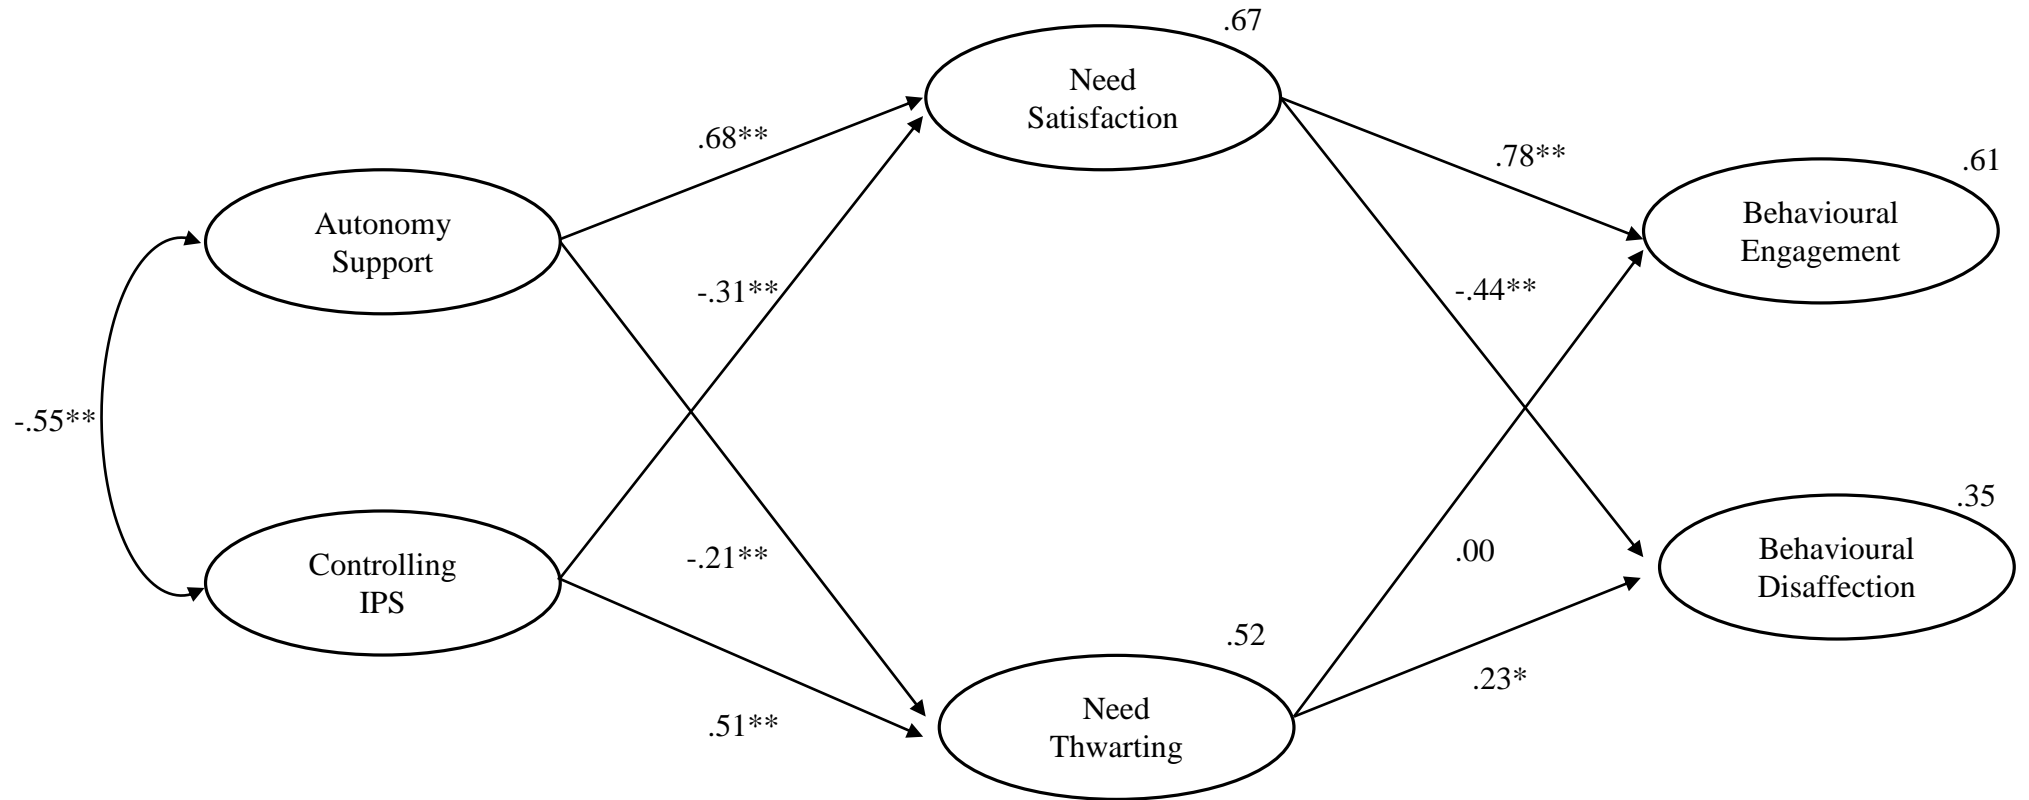 .67
Need
Satisfaction
.68**
.78**
.61
Autonomy
Support
Behavioural
Engagement
-.31**
-.44**
-.55**
.35
Controlling
IPS
-.21**
.00
Behavioural
Disaffection
.52
.23*
Need
Thwarting
.51**